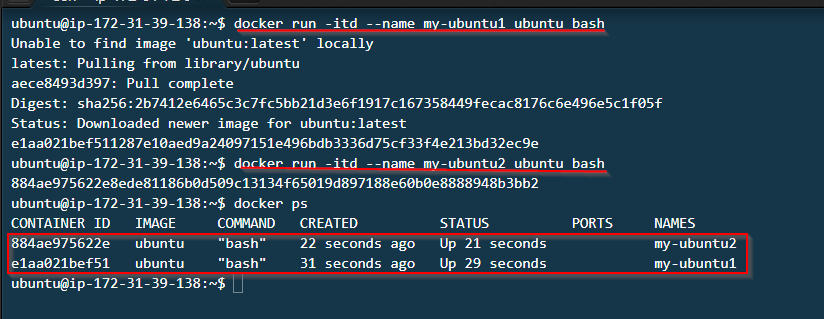 ubuntu@ip-172-31-39-138:~$ docker run -itd --name my-ubuntu1 ubuntu bash
Unable to find image 'ubuntu:latest' locally
latest: Pulling from library/ubuntu
aece8493d397: Pull complete
Digest: sha256:2b7412e6465c3c7fc5bb21d3e6f1917c167358449fecac8176c6e496e5c1f05f
Status: Downloaded newer image for ubuntu:latest
e1aa021bef511287e10aed9a24097151e496bdb3336d75cf33f4e213bd32ec9e
ubuntu@ip-172-31-39-138:~$ docker run -itd --name my-ubuntu2 ubuntu bash
884ae975622e8ede81186b0d509c13134f65019d897188e60b0e8888948b3bb2
ubuntu@ip-172-31-39-138:~$ docker ps
CONTAINER ID   IMAGE     COMMAND   CREATED          STATUS          PORTS     NAMES
884ae975622e   ubuntu    "bash"    22 seconds ago   Up 21 seconds             my-ubuntu2
e1aa021bef51   ubuntu    "bash"    31 seconds ago   Up 29 seconds             my-ubuntu1
ubuntu@ip-172-31-39-138:~$